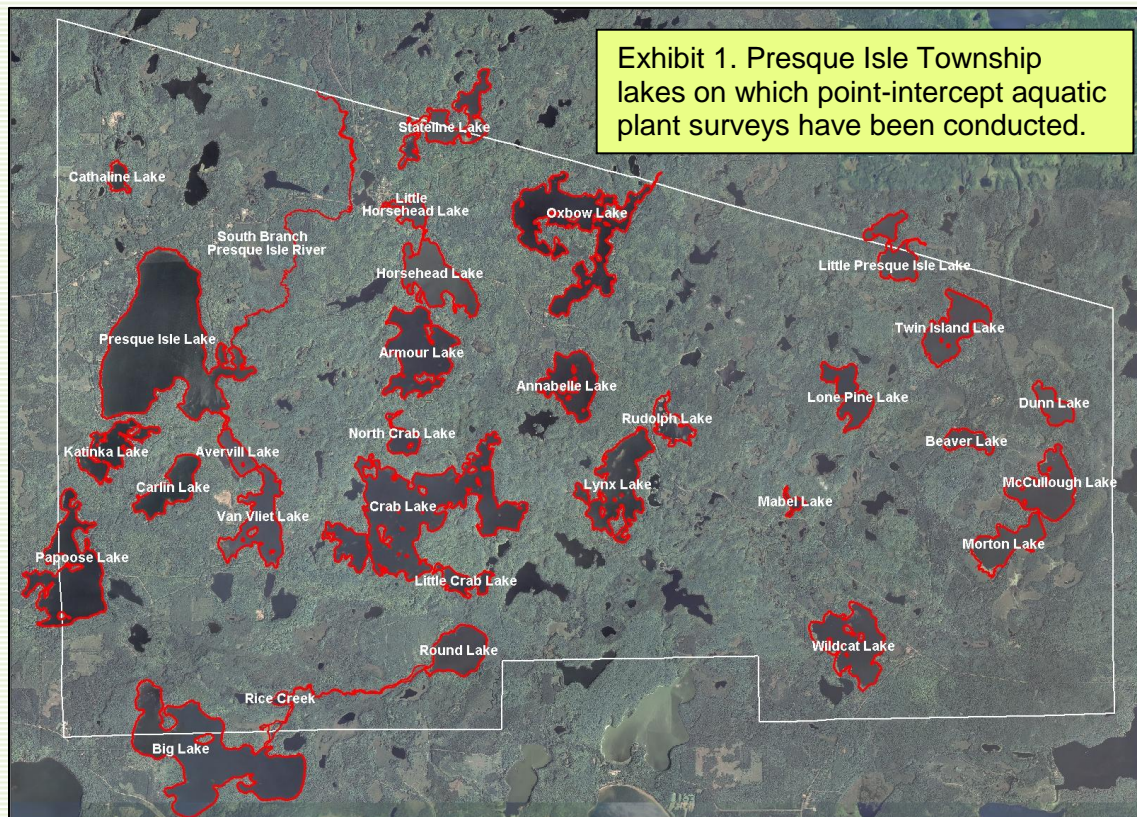 Exhibit 1. Presque Isle Township
lakes on which point-intercept aquatic
plant surveys have been conducted.
Stateline Lake
Cathaline Lake
Little
Horsehead Lake
Oxbow Lake
South Branch
Presque Isle River
Horsehead Lake
Little Presque Isle Lake
Twin Island Lake
Presque Isle Lake
Armour Lake
Annabelle Lake
Lone Pine Lake
Dunn Lake
Rudolph Lake
North Crab Lake
Beaver Lake
Katinka Lake
Avervill Lake
Carlin Lake
Lynx Lake
McCullough Lake
Mabel Lake
Crab Lake
Van Vliet Lake
Morton Lake
Papoose Lake
Little Crab Lake
Wildcat Lake
Round Lake
Rice Creek
Big Lake